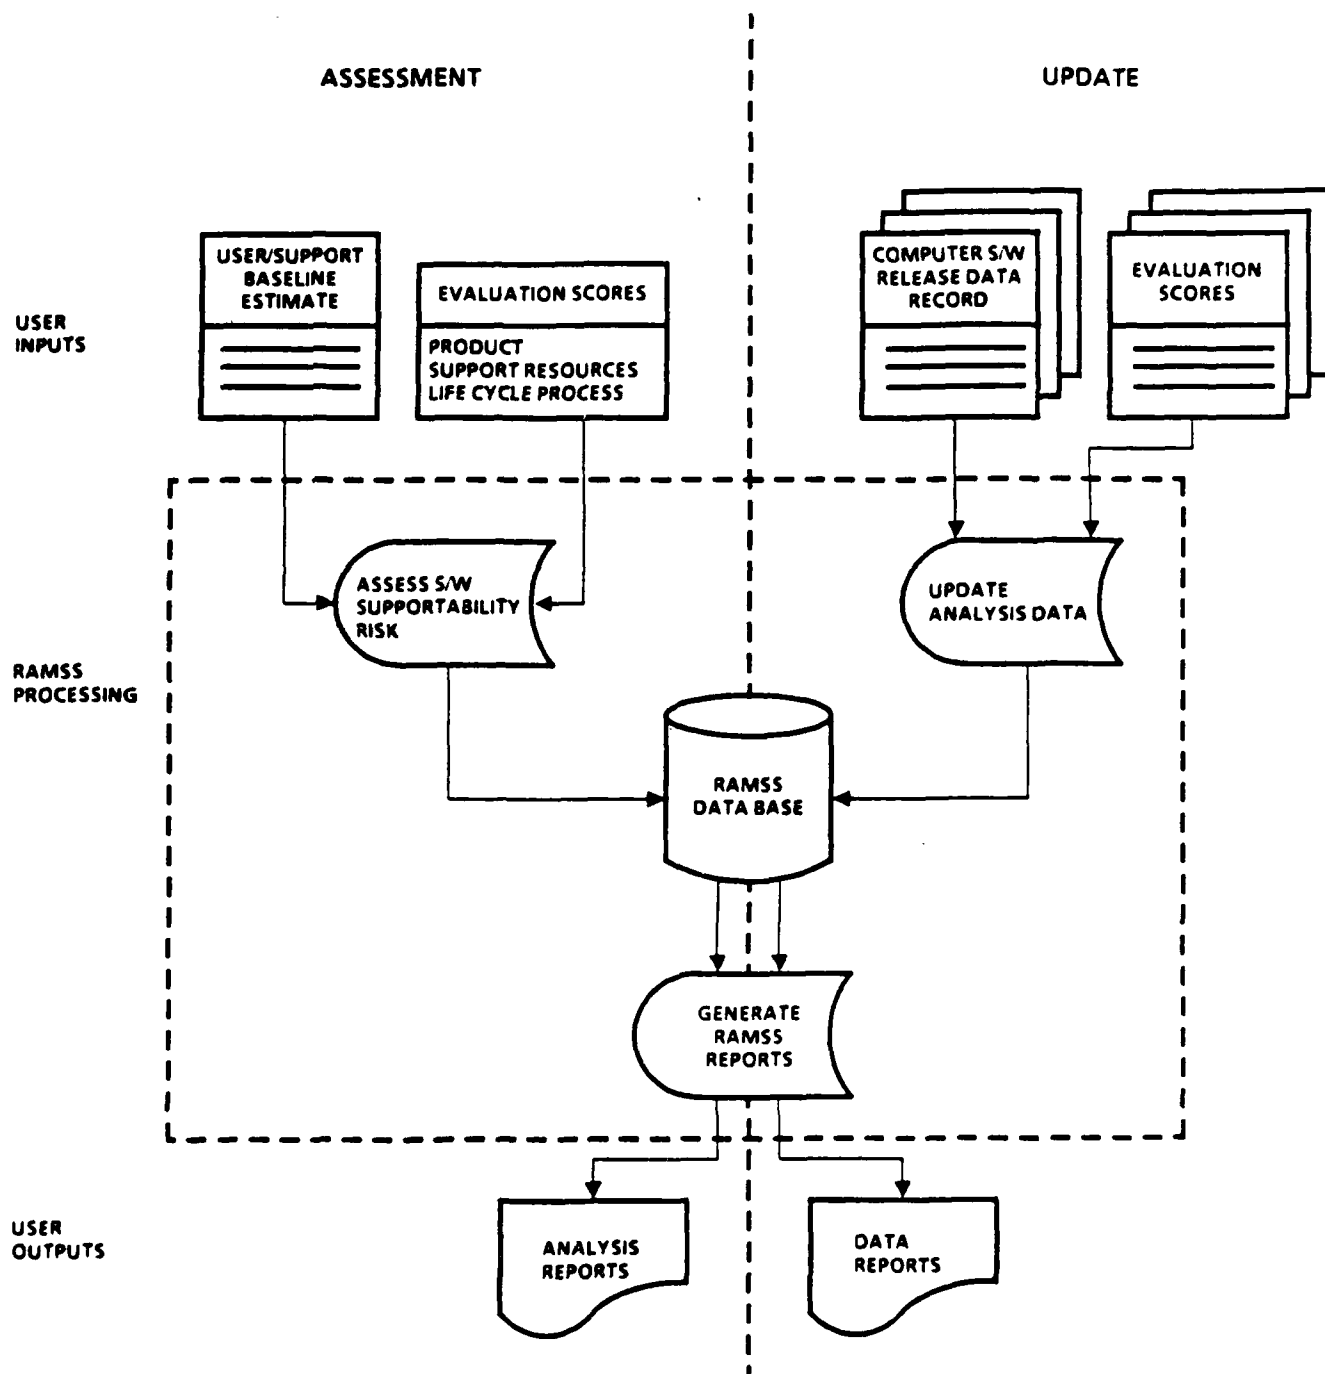 ASSESSMENT
UPDATE
USER
INPUTS
USER/SUPPORT
BASELINE
ESTIMATE
EVALUATION SCORES
PRODUCT
SUPPORT RESOURCES
LIFE CYCLE PROCESS
COMPUTER S/W
RELEASE DATA
RECORD
EVALUATION
SCORES
RAMSS
PROCESSING
ASSESS S/W
SUPPORTABILITY
RISK
UPDATE
ANALYSIS DATA
RAMSS
DATA BASE
GENERATE
RAMSS
REPORTS
USER
OUTPUTS
ANALYSIS
REPORTS
DATA
REPORTS